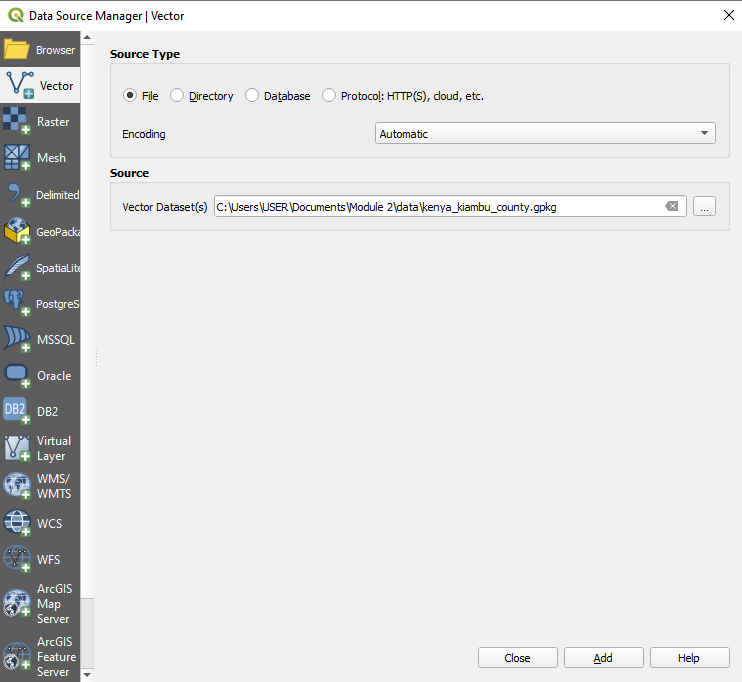 Data Source Manager | Vector
Browser
Vector
Raster
Mesh
Delimited
GeoPacka
SpatiaLite
PostgreS
MSSQL
Oracle
DB2
DB2
Virtual
Layer
WMS/
WMTS
WCS
WFS
ArcGIS
Map
Server
ArcGIS
Feature
Server
Source Type
File Directory Database Protocol: HTTP(S), cloud, etc.
Encoding Automatic
Source
Vector Dataset(s) C:\Users\USER\Documents\Module 2\data\kenya_kiambu_county.gpkg ...
Close Add Help